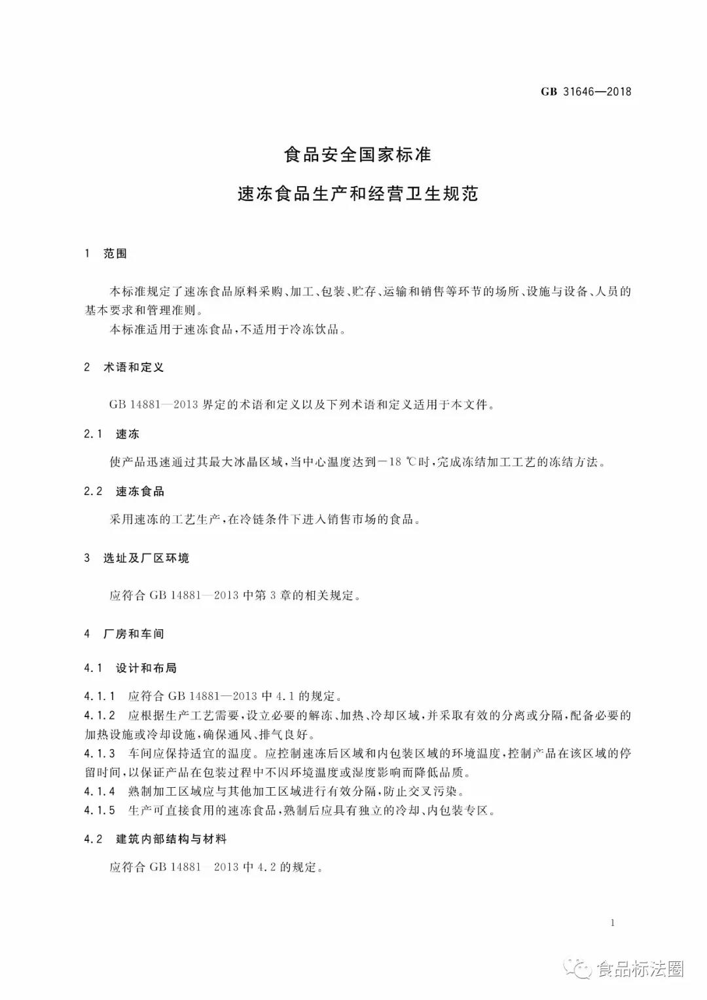 GB 31646—2018
食品安全国家标准
速冻食品生产和经营卫生规范
1 范围
本标准规定了速冻食品原料采购、加工、包装、贮存、运输和销售等环节的场所、设施与设备、人员的
基本要求和管理准则。
本标准适用于速冻食品,不适用于冷冻饮品。
2 术语和定义
GB 14881—2013 界定的术语和定义以及下列术语和定义适用于本文件。
2.1 速冻
使产品迅速通过其最大冰晶区域,当中心温度达到-18 ℃时,完成冻结加工工艺的冻结方法。
2.2 速冻食品
采用速冻的工艺生产,在冷链条件下进入销售市场的食品。
3 选址及厂区环境
应符合 GB 14881—2013 中第 3 章的相关规定。
4 厂房和车间
4.1 设计和布局
4.1.1 应符合 GB 14881—2013 中 4.1 的规定。
4.1.2 应根据生产工艺需要,设立必要的解冻、加热、冷却区域,并采取有效的分离或分隔,配备必要的
加热设施或冷却设施,确保通风、排气良好。
4.1.3 车间应保持适宜的温度。应控制速冻后区域和内包装区域的环境温度,控制产品在该区域的停
留时间,以保证产品在包装过程中不因环境温度或湿度影响而降低品质。
4.1.4 熟制加工区域应与其他加工区域进行有效分隔,防止交叉污染。
4.1.5 生产可直接食用的速冻食品,熟制后应具有独立的冷却、内包装专区。
4.2 建筑内部结构与材料
应符合 GB 14881—2013 中 4.2 的规定。
1
食品标法圈